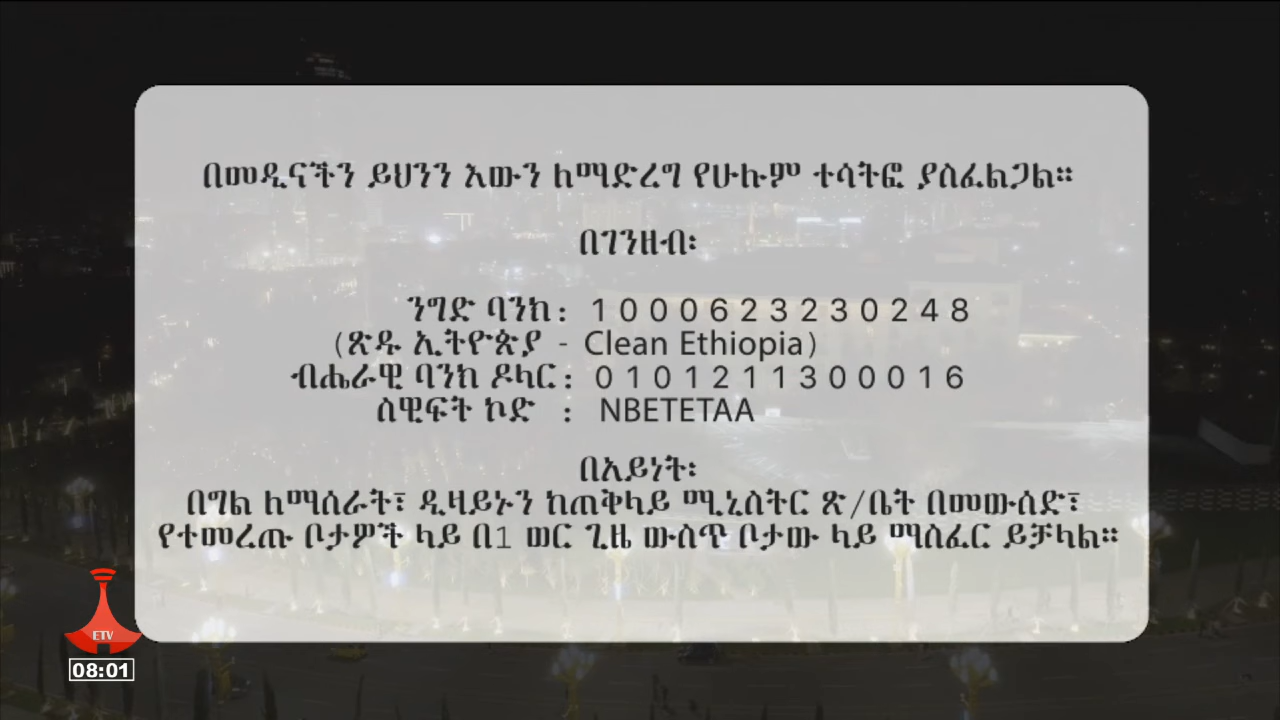 በመዲናችን ይህንን እውን ለማድረግ የሁሉም ተሳትፎ ያስፈልጋል።
በገንዘብ፡
ንግድ ባንክ: 1000623230248
(ጽዱ ኢትዮጵያ - Clean Ethiopia)
ብሔራዊ ባንክ ዶላር: 0101211300016
ስዊፍት ኮድ : NBETETAA
በአይነት፡
በግል ለማሰራት፣ ዲዛይኑን ከጠቅላይ ሚኒስትር ጽ/ቤት በመውሰድ፣
የተመረጡ ቦታዎች ላይ በ1 ወር ጊዜ ውስጥ ቦታው ላይ ማስፈር ይቻላል።
ETV
08:01